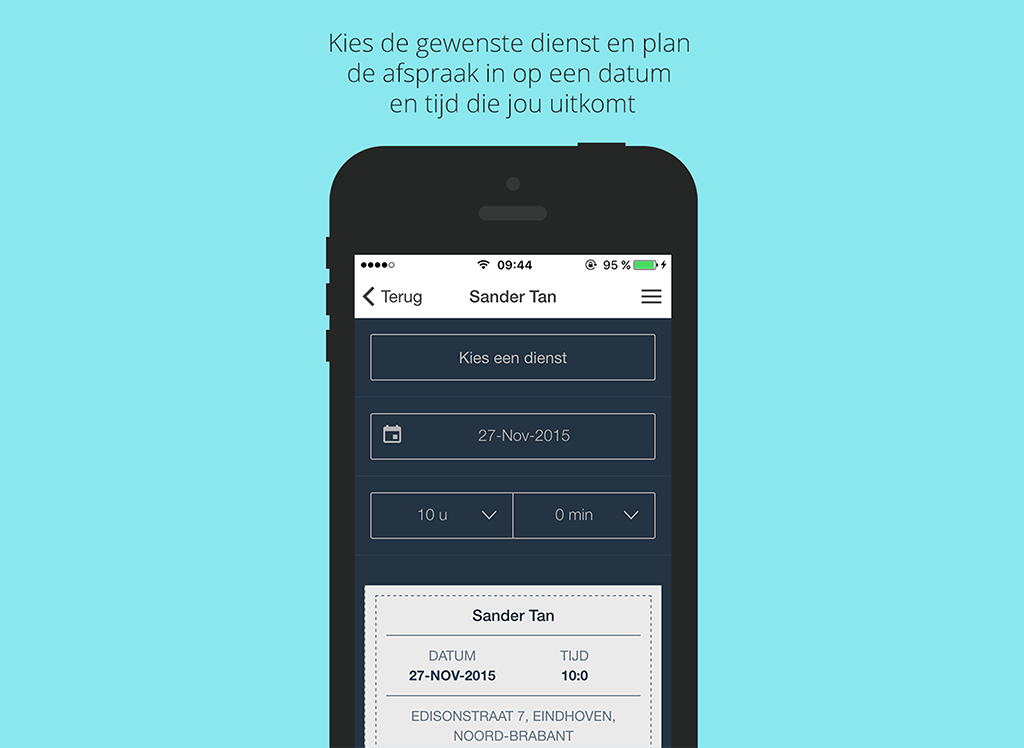 Kies de gewenste dienst en plan
de afspraak in op een datum
en tijd die jou uitkomt
09:44 95 %
Terug Sander Tan
Kies een dienst
27-Nov-2015
10 u 0 min
Sander Tan
DATUM TIJD
27-NOV-2015 10:0
EDISONSTRAAT 7, EINDHOVEN,
NOORD-BRABANT